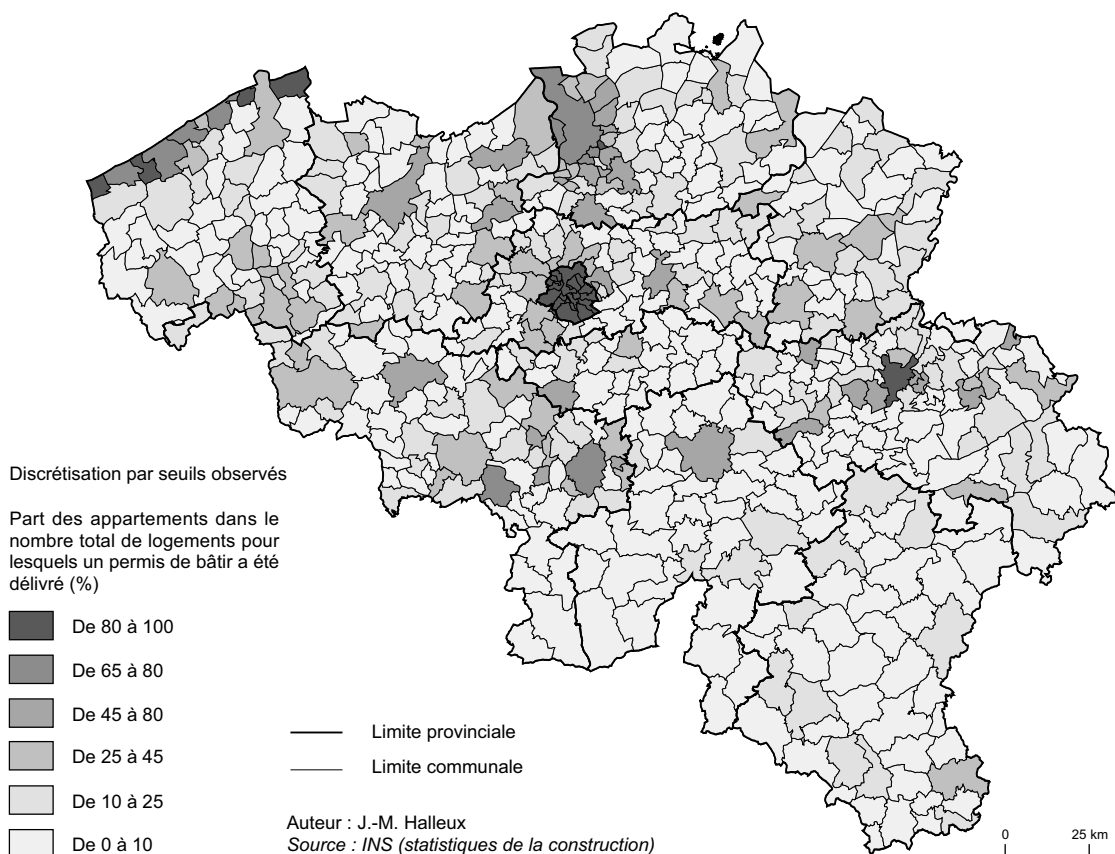 Discrétisation par seuils observés
Part des appartements dans le
nombre total de logements pour
lesquels un permis de bâtir a été
délivré (%)
De 80 à 100
De 65 à 80
De 45 à 80
De 25 à 45
De 10 à 25
De 0 à 10
Limite provinciale
Limite communale
Auteur : J.-M. Halleux
Source : INS (statistiques de la construction)
0 25 km